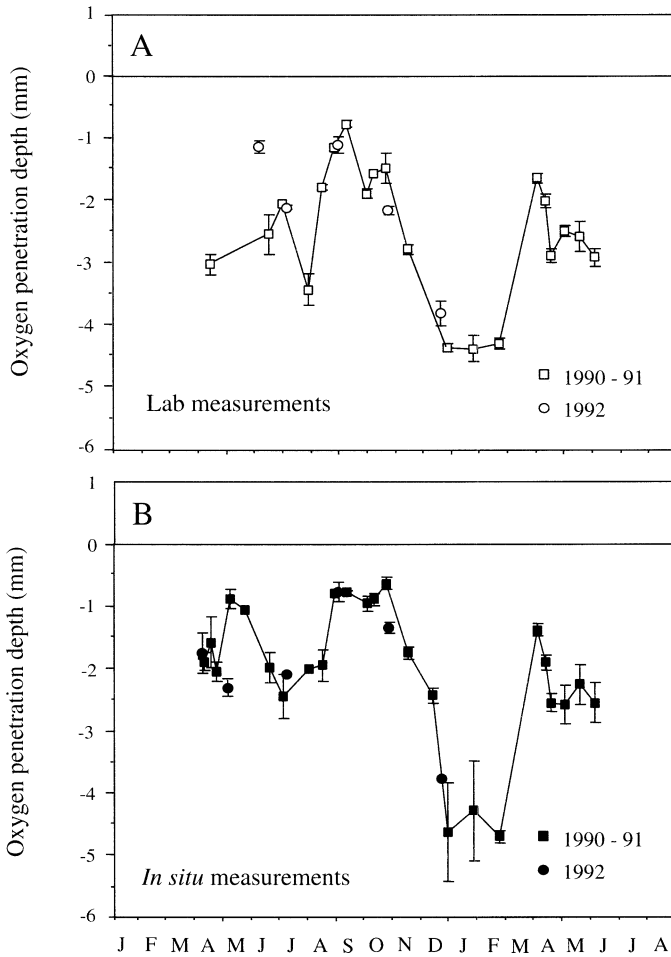 A
Oxygen penetration depth (mm)
1
0
-1
-2
-3
-4
-5
-6
1990 - 91
1992
Lab measurements
B
Oxygen penetration depth (mm)
1
0
-1
-2
-3
-4
-5
-6
1990 - 91
1992
In situ measurements
J F M A M J J A S O N D J F M A M J J A